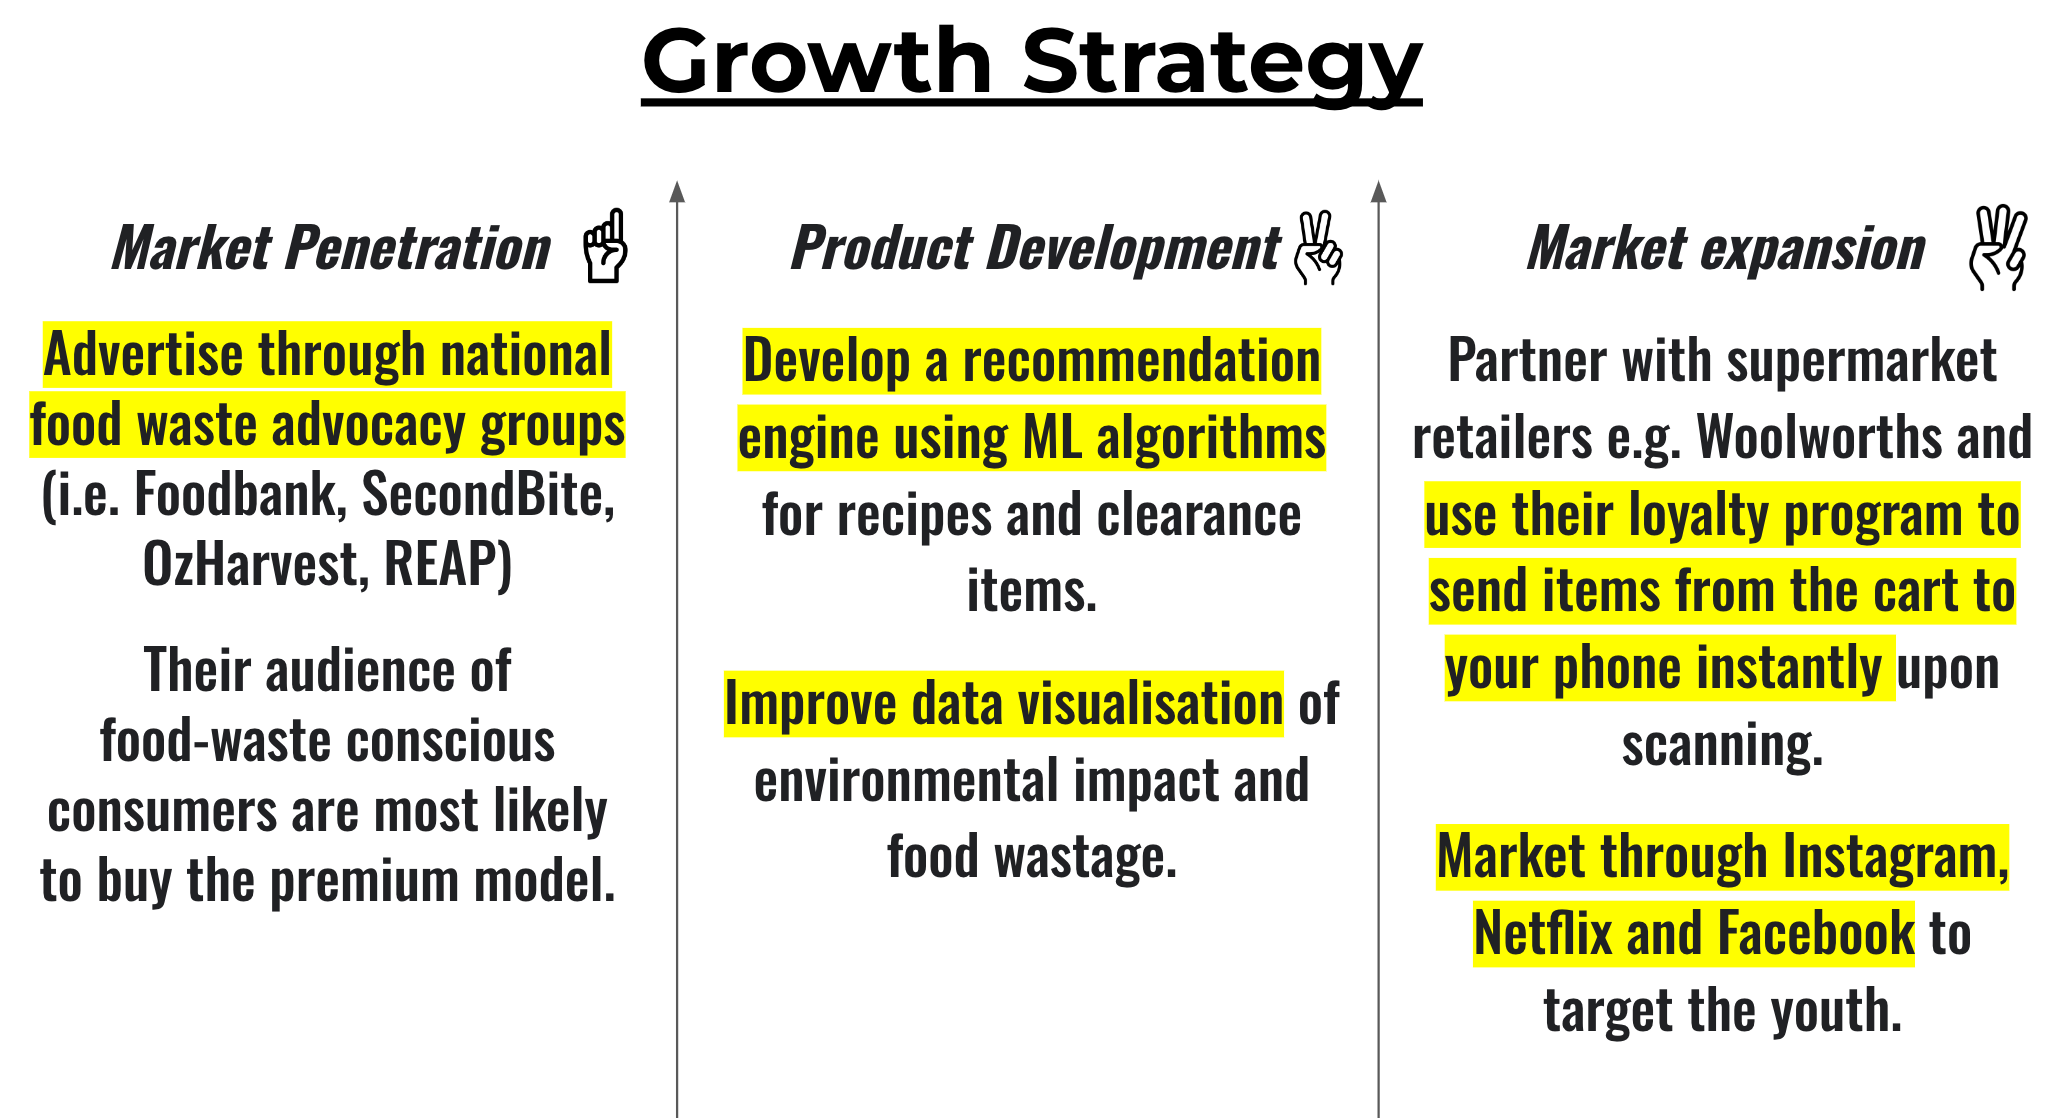 Growth Strategy
Market Penetration
Advertise through national
food waste advocacy groups
(i.e. Foodbank, SecondBite,
OzHarvest, REAP)
Their audience of
food-waste conscious
consumers are most likely
to buy the premium model.
Product Development
Develop a recommendation
engine using ML algorithms
for recipes and clearance
items.
Improve data visualisation of
environmental impact and
food wastage.
Market expansion
Partner with supermarket
retailers e.g. Woolworths and
use their loyalty program to
send items from the cart to
your phone instantly upon
scanning.
Market through Instagram,
Netflix and Facebook to
target the youth.